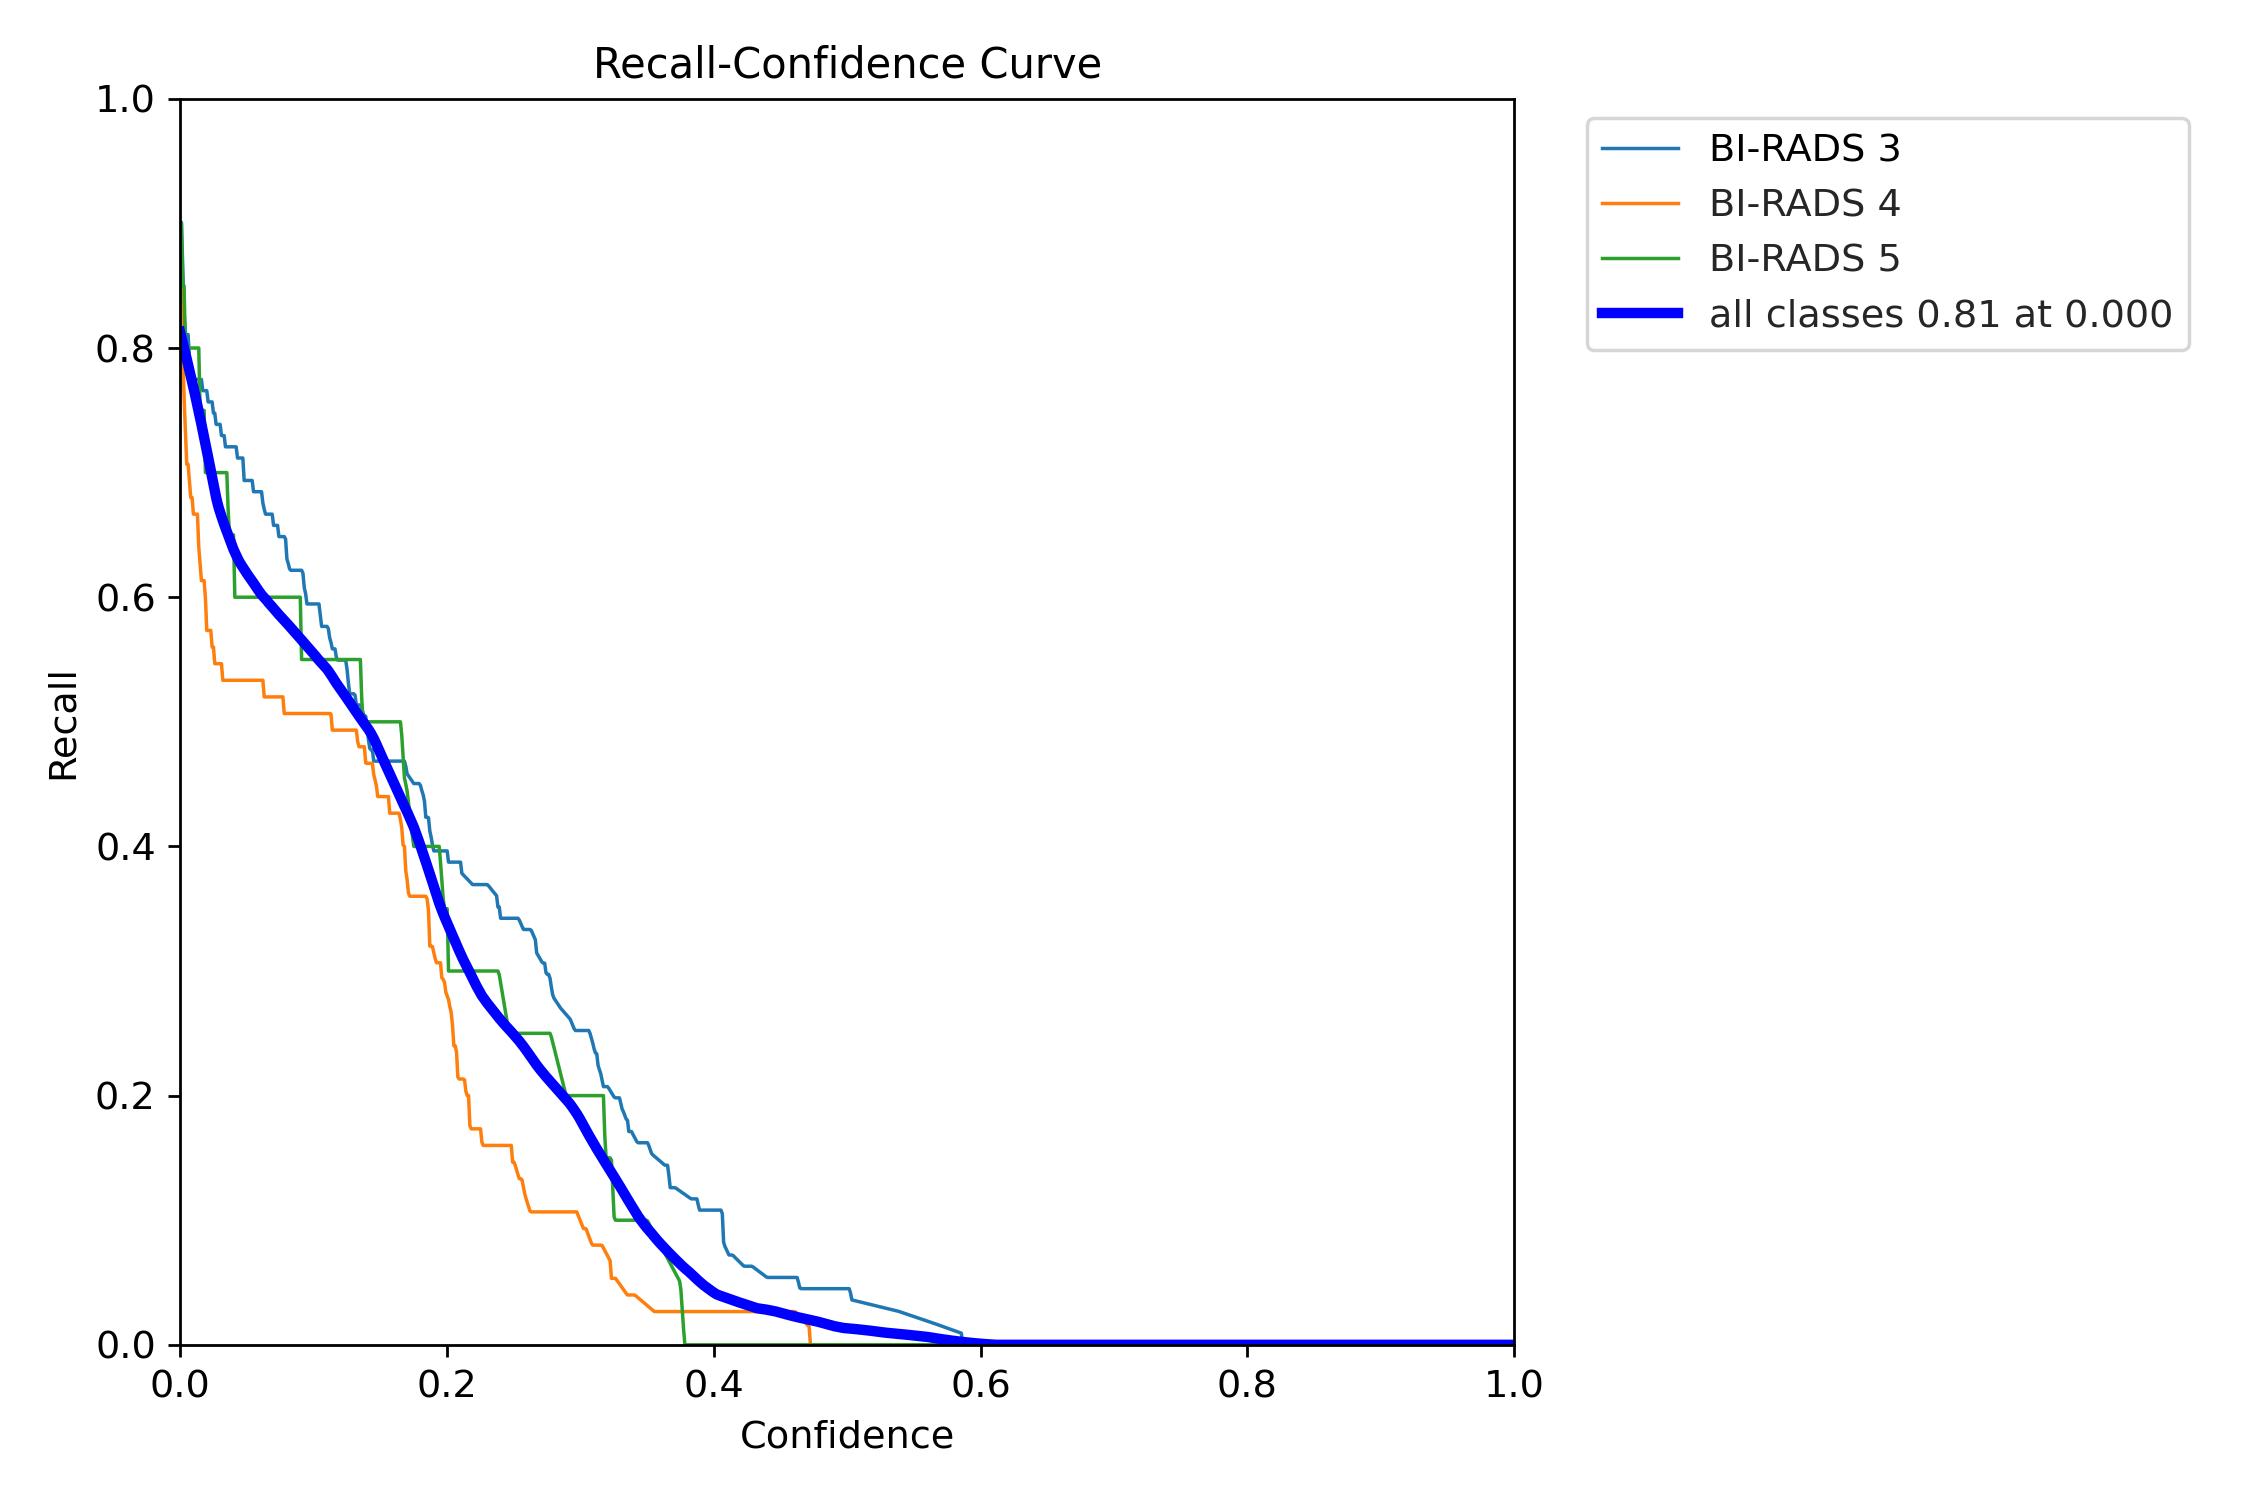 Recall-Confidence Curve
1.0
0.8
0.6
0.4
0.2
0.0
Recall
0.0 0.2 0.4 0.6 0.8 1.0
Confidence
BI-RADS 3
BI-RADS 4
BI-RADS 5
all classes 0.81 at 0.000